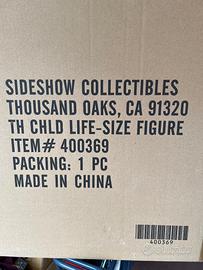 SIDESHOW COLLECTIBLES
THOUSAND OAKS, CA 91320
TH CHLD LIFE-SIZE FIGURE
ITEM# 400369
PACKING: 1 PC
MADE IN CHINA
400369